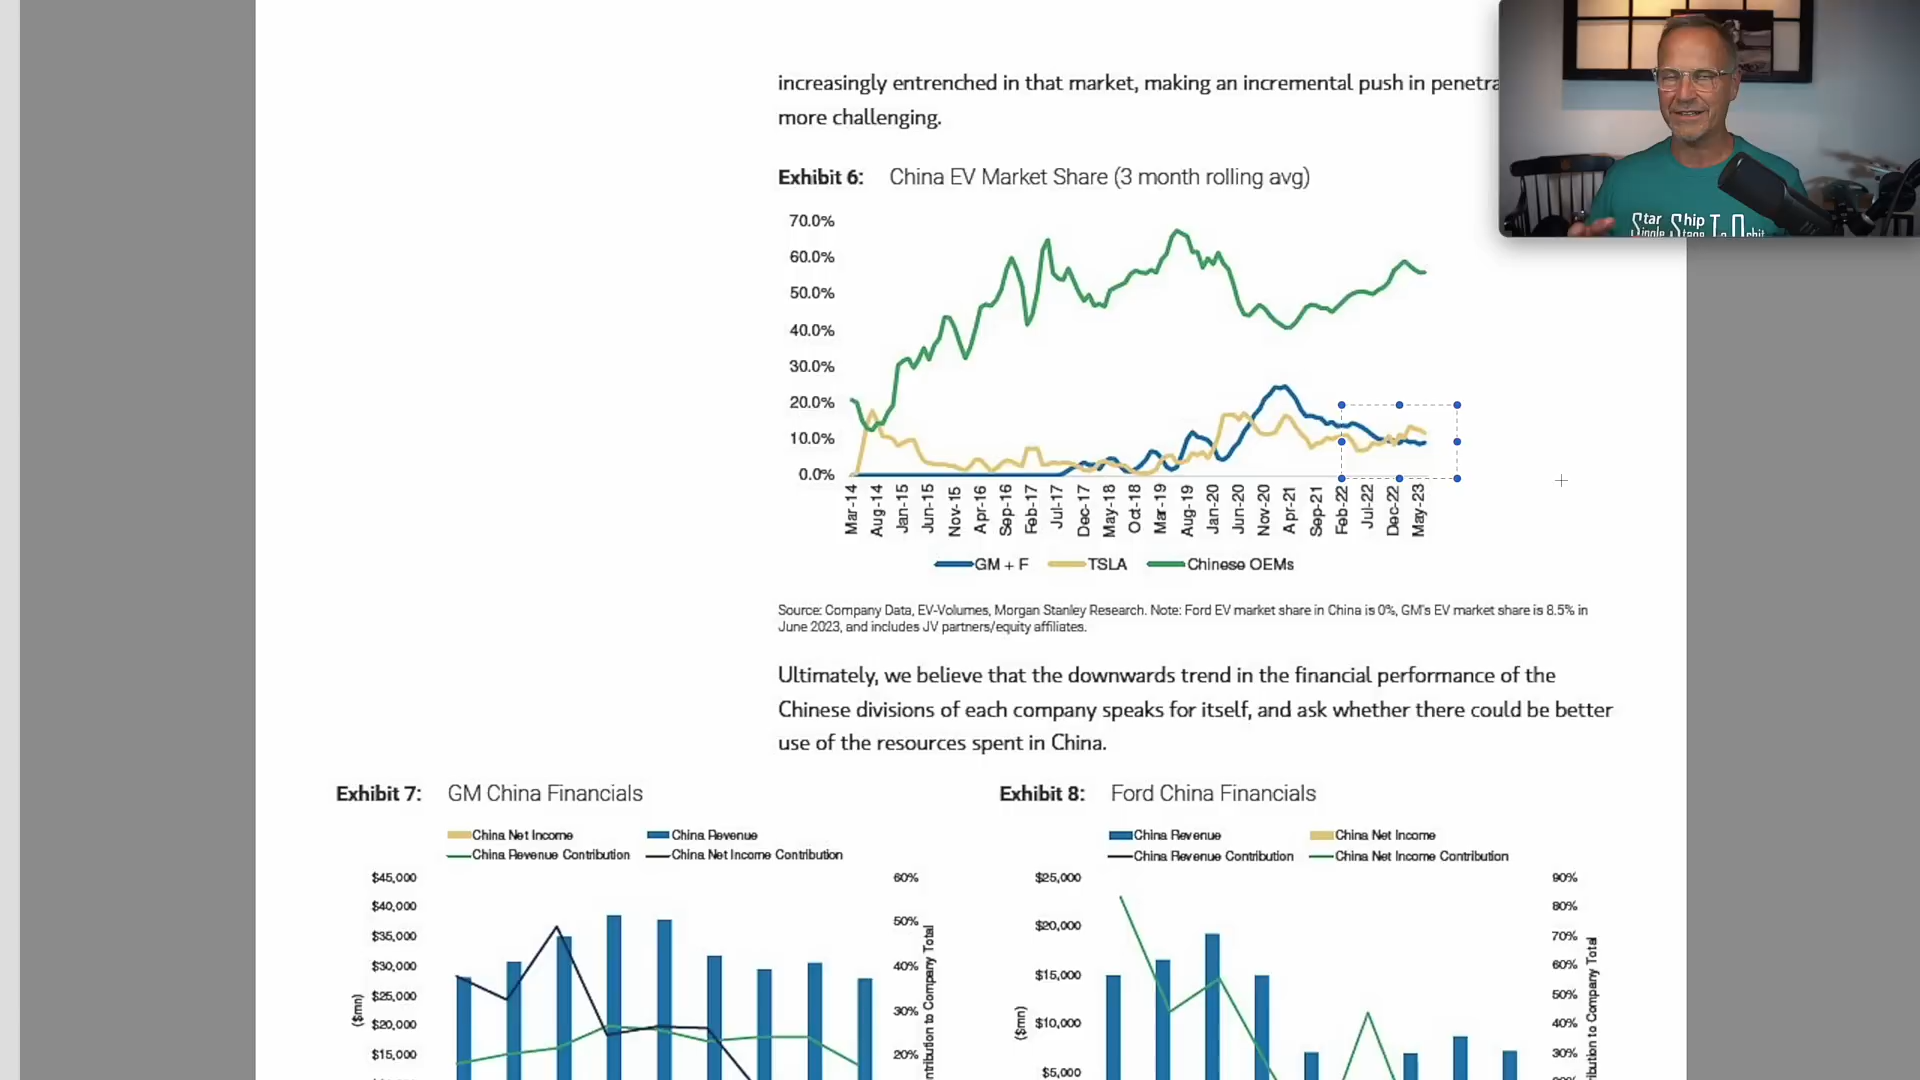 increasingly entrenched in that market, making an incremental push in
more challenging.
Exhibit 6: China EV Market Share (3 month rolling avg)
70.0%
60.0%
50.0%
40.0%
30.0%
20.0%
10.0%
0.0%
Mar-14 Aug-14 Jan-15 Jun-15 Nov-15 Apr-16 Sep-16 Feb-17 Jul-17 Dec-17 May-18 Oct-18 Mar-19 Aug-19 Jan-20 Jun-20 Nov-20 Apr-21 Sep-21 Feb-22 Jul-22 Dec-22 May-23
GM + F TSLA Chinese OEMs
Source: Company Data, EV-Volumes, Morgan Stanley Research. Note: Ford EV market share in China is 0%, GM's EV market share is 8.5% in
June 2023, and includes JV partners/equity affiliates.
Ultimately, we believe that the downwards trend in the financial performance of the
Chinese divisions of each company speaks for itself, and ask whether there could be better
use of the resources spent in China.
Exhibit 7: GM China Financials
China Net Income China Revenue
China Revenue Contribution China Net Income Contribution
$45,000
$40,000
$35,000
$30,000
$25,000
$20,000
$15,000
($mn)
60%
50%
40%
30%
20%
to Company Total
Exhibit 8: Ford China Financials
China Revenue China Net Income
China Revenue Contribution China Net Income Contribution
$25,000
$20,000
$15,000
$10,000
$5,000
($mn)
90%
80%
70%
60%
50%
40%
30%
to Company Total
Star Ship
Single Stage To